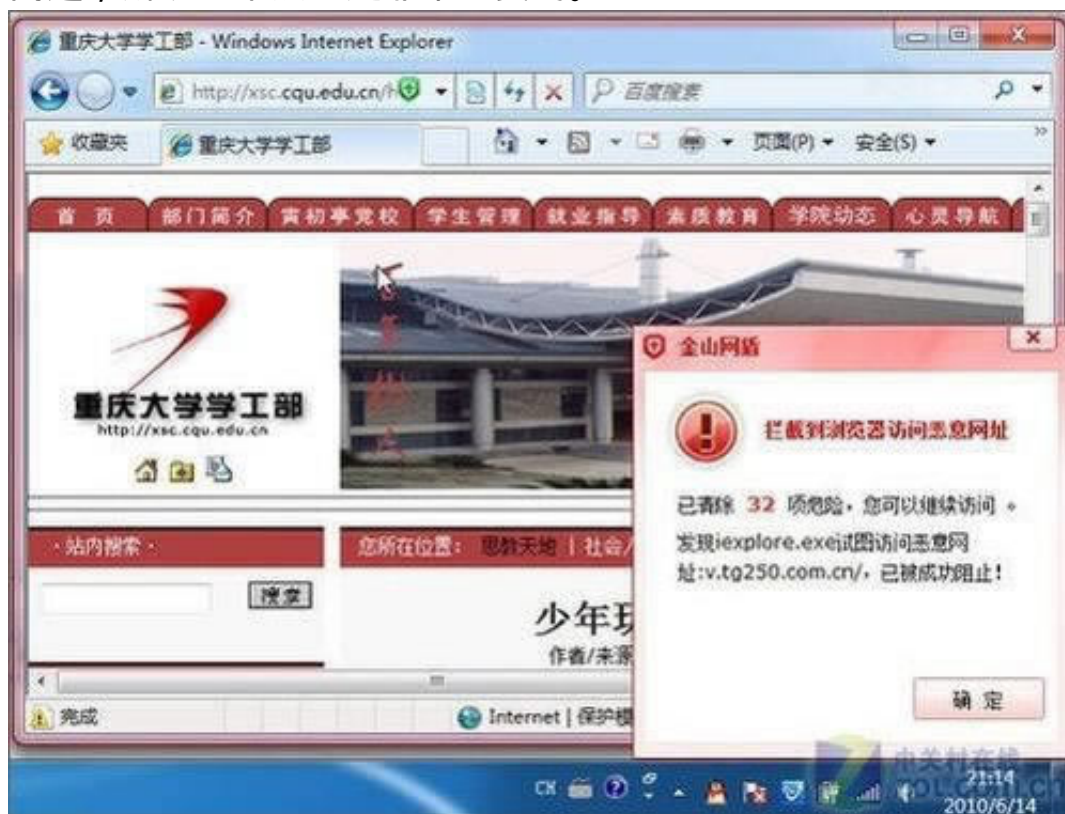 重庆大学学工部 - Windows Internet Explorer
http://xsc.cqu.edu.cn/h
百度搜索
收藏夹
重庆大学学工部
页面(P)
安全(S)
首 页
部门简介
寅初亭党校
学生管理
就业指导
素质教育
学院动态
心灵导航
重庆大学学工部
http://xsc.cqu.edu.cn
·站内搜索·
搜索
您所在位置: 思教天地 | 社会/
少年
作者/来源
完成
Internet | 保护模
金山网盾
拦截到浏览器访问恶意网址
已清除 32 项危险,您可以继续访问 。
发现iexplore.exe试图访问恶意网
址:v.tg250.com.cn/,已被成功阻止!
确 定
中关村在线
CH
21:14
2010/6/14